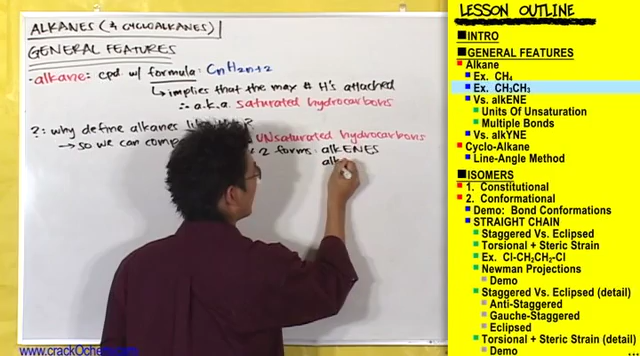 ALKANES (& CYCLOALKANES)
GENERAL FEATURES
- alkane: cpd w/ formula: CnH2n+2
→ implies that the max # H's attached
∴ a.k.a. saturated hydrocarbons
?: why define alkanes
→ so we can comp UNsaturated hydrocarbons
2 forms: alkENES
alk
www.crackOchem.com
LESSON OUTLINE
INTRO
GENERAL FEATURES
Alkane
Ex. CH₄
Ex. CH₃CH₃
Vs. alkENE
Units Of Unsaturation
Multiple Bonds
Vs. alkYNE
Cyclo-Alkane
Line-Angle Method
ISOMERS
1. Constitutional
2. Conformational
Demo: Bond Conformations
STRAIGHT CHAIN
Staggered Vs. Eclipsed
Torsional + Steric Strain
Ex. Cl-CH₂CH₂-Cl
Newman Projections
Demo
Staggered Vs. Eclipsed (detail)
Anti-Staggered
Gauche-Staggered
Eclipsed
Torsional + Steric Strain (detail)
Demo